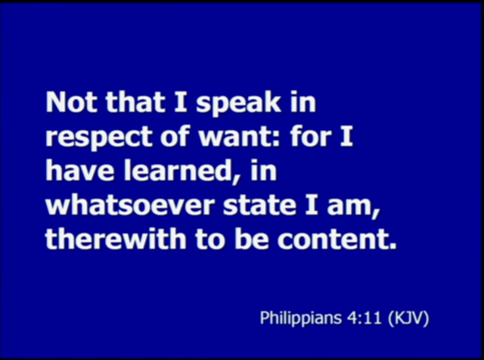 Not that I speak in
respect of want: for I
have learned, in
whatsoever state I am,
therewith to be content.
Philippians 4:11 (KJV)